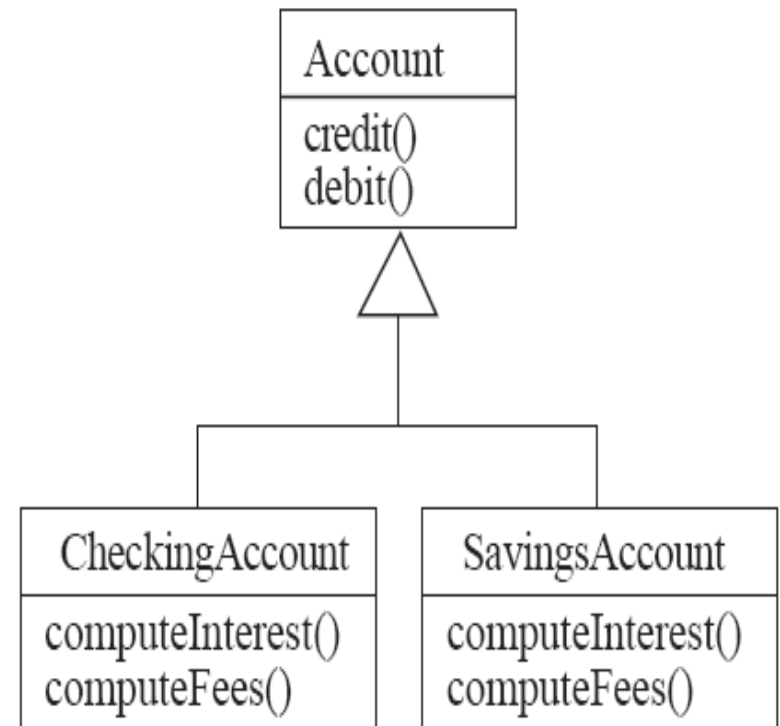 Account
credit()
debit()
CheckingAccount
computeInterest()
computeFees()
SavingsAccount
computeInterest()
computeFees()